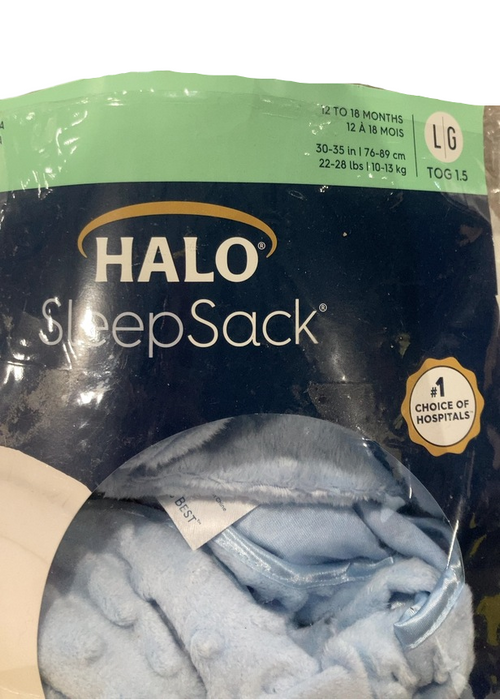 12 TO 18 MONTHS
12 À 18 MOIS
30-35 in | 76-89 cm
22-28 lbs | 10-13 kg
L|G
TOG 1.5
HALO®
SleepSack®
#1
CHOICE OF
HOSPITALS™
BEST™